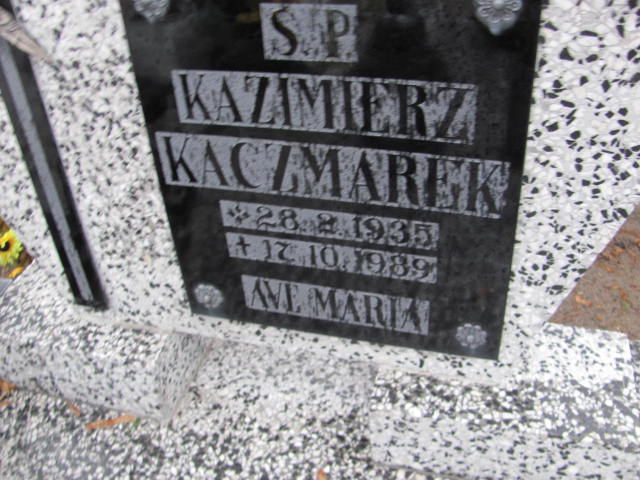 Ś P
KAZIMIERZ
KACZMAREK
* 28. 2. 1935
+ 17. 10. 1989
AVE MARIA